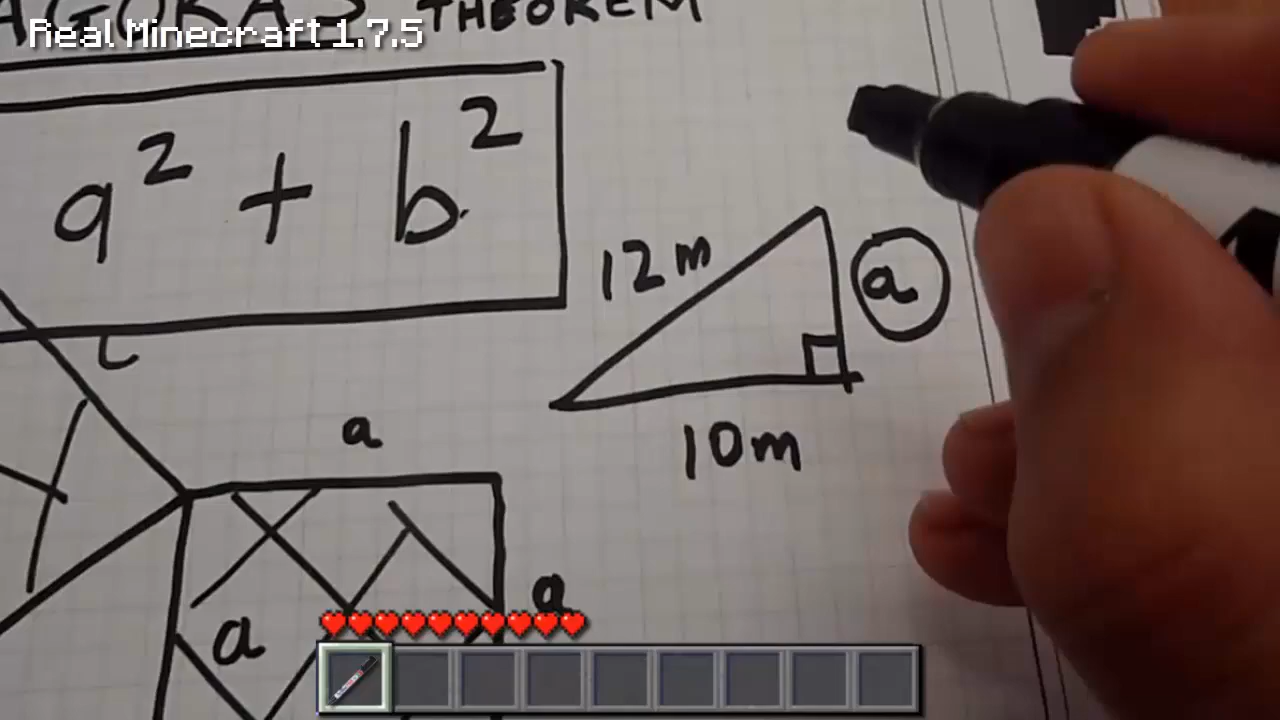 Real Minecraft 1.7.5
THEOREM
a² + b²
12m
a
10m
c
a
a
a